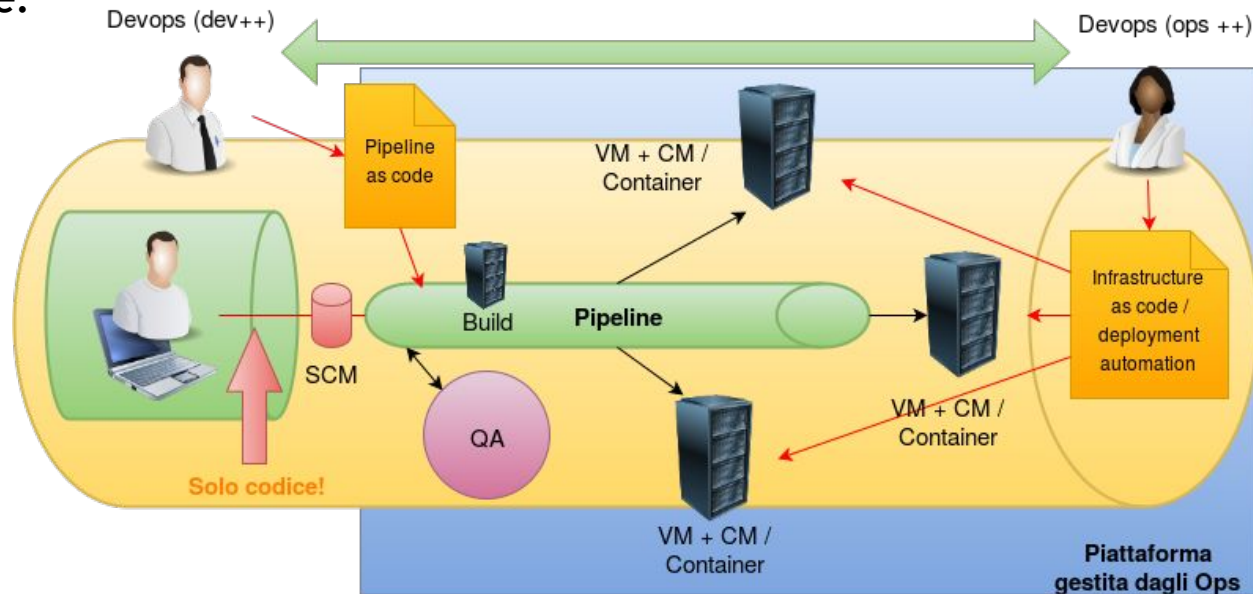 e.
Devops (dev++)
Devops (ops ++)
Pipeline
as code
VM + CM /
Container
Infrastructure
as code /
deployment
automation
Build
Pipeline
SCM
QA
VM + CM /
Container
Solo codice!
VM + CM /
Container
Piattaforma
gestita dagli Ops